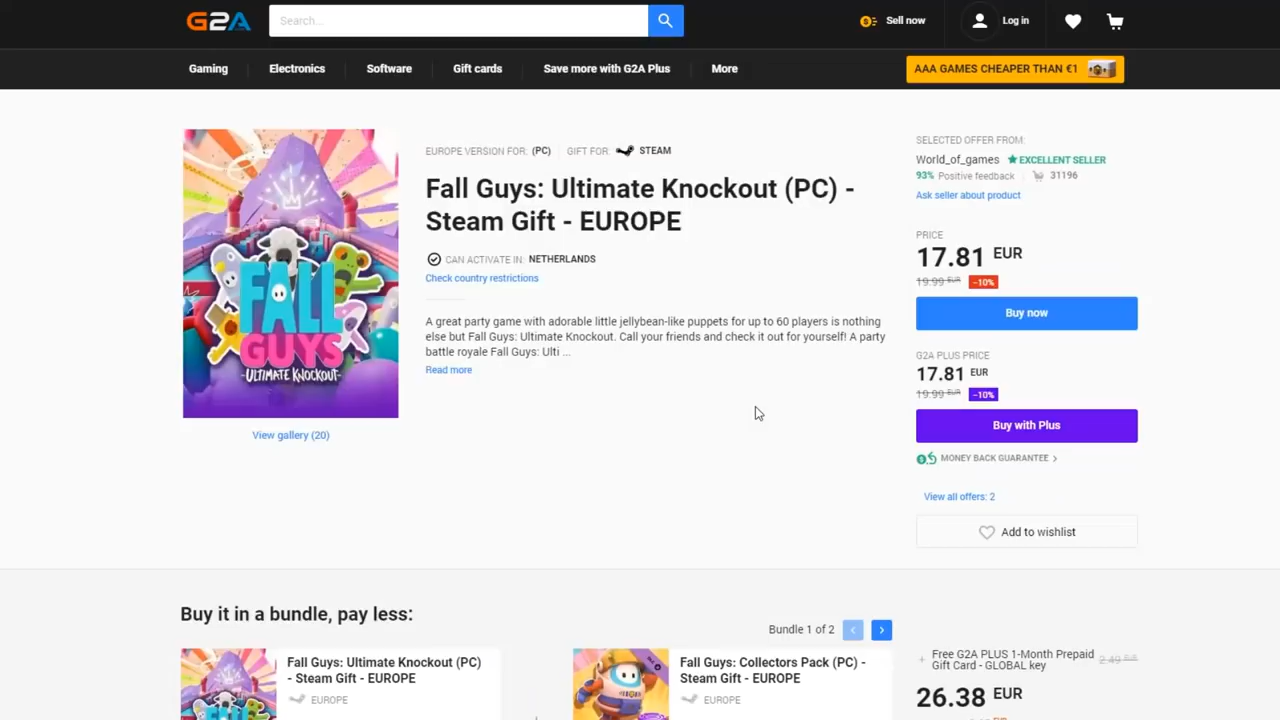 G2A
Search...
Sell now
Log in
Gaming
Electronics
Software
Gift cards
Save more with G2A Plus
More
AAA GAMES CHEAPER THAN €1
FALL
GUYS
-ULTIMATE KNOCKOUT-
View gallery (20)
EUROPE VERSION FOR: (PC)
GIFT FOR: STEAM
Fall Guys: Ultimate Knockout (PC) -
Steam Gift - EUROPE
CAN ACTIVATE IN: NETHERLANDS
Check country restrictions
A great party game with adorable little jellybean-like puppets for up to 60 players is nothing
else but Fall Guys: Ultimate Knockout. Call your friends and check it out for yourself! A party
battle royale Fall Guys: Ulti ...
Read more
SELECTED OFFER FROM:
World_of_games EXCELLENT SELLER
93% Positive feedback 31196
Ask seller about product
PRICE
17.81 EUR
19.99 EUR -10%
Buy now
G2A PLUS PRICE
17.81 EUR
19.99 EUR -10%
Buy with Plus
MONEY BACK GUARANTEE
View all offers: 2
Add to wishlist
Buy it in a bundle, pay less:
Bundle 1 of 2
Fall Guys: Ultimate Knockout (PC)
- Steam Gift - EUROPE
EUROPE
Fall Guys: Collectors Pack (PC) -
Steam Gift - EUROPE
EUROPE
+ Free G2A PLUS 1-Month Prepaid
Gift Card - GLOBAL key
2.49 EUR
26.38 EUR